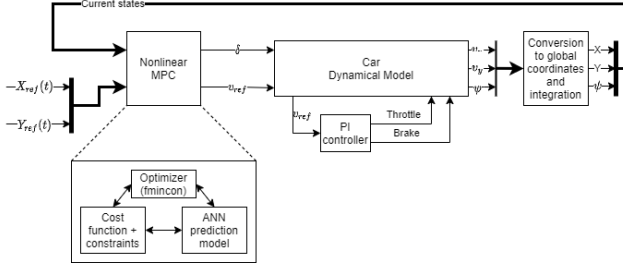 Current states
X_ref(t)
Y_ref(t)
Nonlinear
MPC
δ
v_ref
Car
Dynamical Model
v_ref
PI
controller
Throttle
Brake
v_y
ψ
Conversion
to global
coordinates
and
integration
X
Y
ψ
Optimizer
(fmincon)
Cost
function +
constraints
ANN
prediction
model